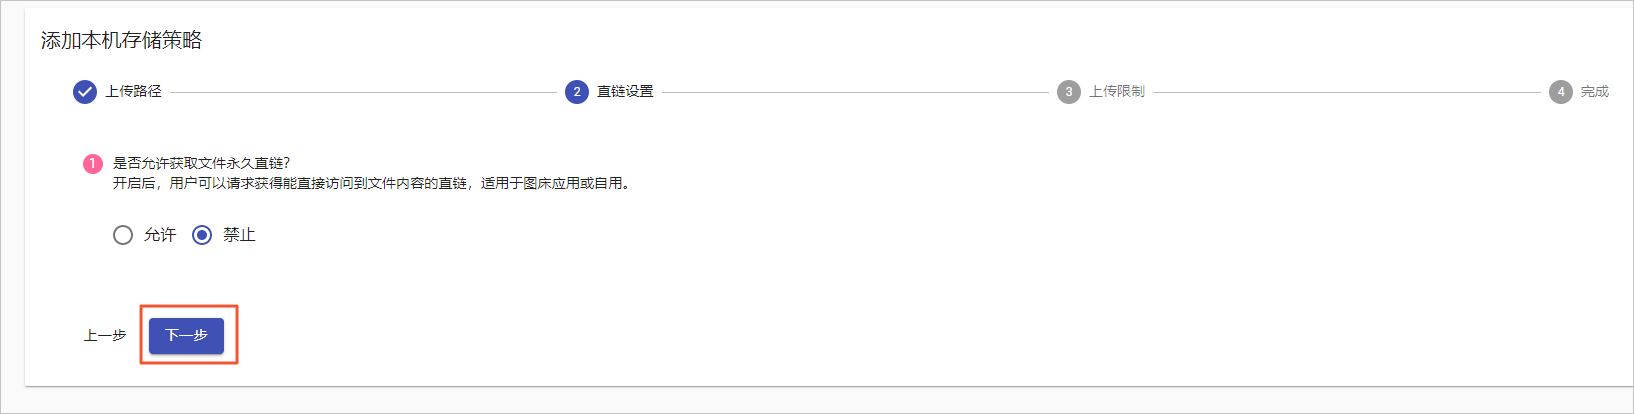 添加本机存储策略
上传路径 2 直链设置 3 上传限制 4 完成
1 是否允许获取文件永久直链?
开启后，用户可以请求获得能直接访问到文件内容的直链，适用于图床应用或自用。
允许 禁止
上一步 下一步